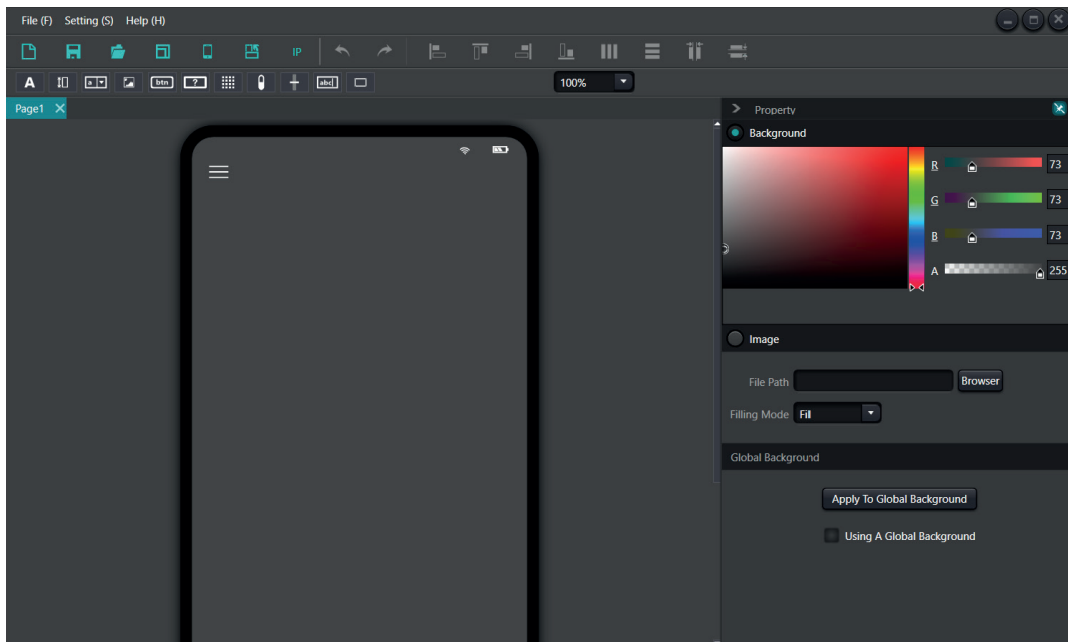 File (F) Setting (S) Help (H)
IP
A a btn ? abc 100%
Page1
Property
Background
R 73
G 73
B 73
A 255
Image
File Path Browser
Filling Mode Fill
Global Background
Apply To Global Background
Using A Global Background